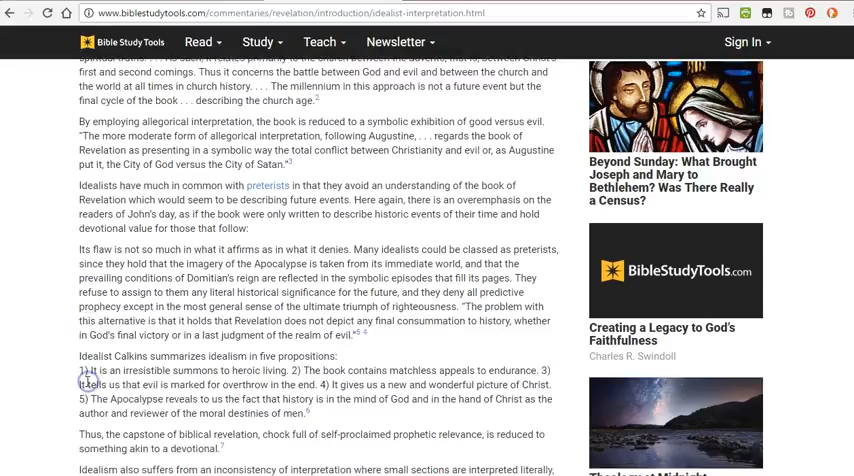 www.biblestudytools.com/commentaries/revelation/introduction/idealist-interpretation.html
Bible Study Tools
Read
Study
Teach
Newsletter
Sign In
spiritual truths. . . . As such, it relates primarily to the church between the advents, that is, between Christ's
first and second comings. Thus it concerns the battle between God and evil and between the church and
the world at all times in church history. . . . The millennium in this approach is not a future event but the
final cycle of the book . . . describing the church age.2
By employing allegorical interpretation, the book is reduced to a symbolic exhibition of good versus evil.
"The more moderate form of allegorical interpretation, following Augustine, . . . regards the book of
Revelation as presenting in a symbolic way the total conflict between Christianity and evil or, as Augustine
put it, the City of God versus the City of Satan."3
Idealists have much in common with preterists in that they avoid an understanding of the book of
Revelation which would seem to be describing future events. Here again, there is an overemphasis on the
readers of John's day, as if the book were only written to describe historic events of their time and hold
devotional value for those that follow:
Its flaw is not so much in what it affirms as in what it denies. Many idealists could be classed as preterists,
since they hold that the imagery of the Apocalypse is taken from its immediate world, and that the
prevailing conditions of Domitian's reign are reflected in the symbolic episodes that fill its pages. They
refuse to assign to them any literal historical significance for the future, and they deny all predictive
prophecy except in the most general sense of the ultimate triumph of righteousness. "The problem with
this alternative is that it holds that Revelation does not depict any final consummation to history, whether
in God's final victory or in a last judgment of the realm of evil."5 4
Idealist Calkins summarizes idealism in five propositions:
1) It is an irresistible summons to heroic living. 2) The book contains matchless appeals to endurance. 3)
It tells us that evil is marked for overthrow in the end. 4) It gives us a new and wonderful picture of Christ.
5) The Apocalypse reveals to us the fact that history is in the mind of God and in the hand of Christ as the
author and reviewer of the moral destinies of men.6
Thus, the capstone of biblical revelation, chock full of self-proclaimed prophetic relevance, is reduced to
something akin to a devotional.7
Idealism also suffers from an inconsistency of interpretation where small sections are interpreted literally,
Beyond Sunday: What Brought
Joseph and Mary to
Bethlehem? Was There Really
a Census?
BibleStudyTools.com
Creating a Legacy to God's
Faithfulness
Charles R. Swindoll